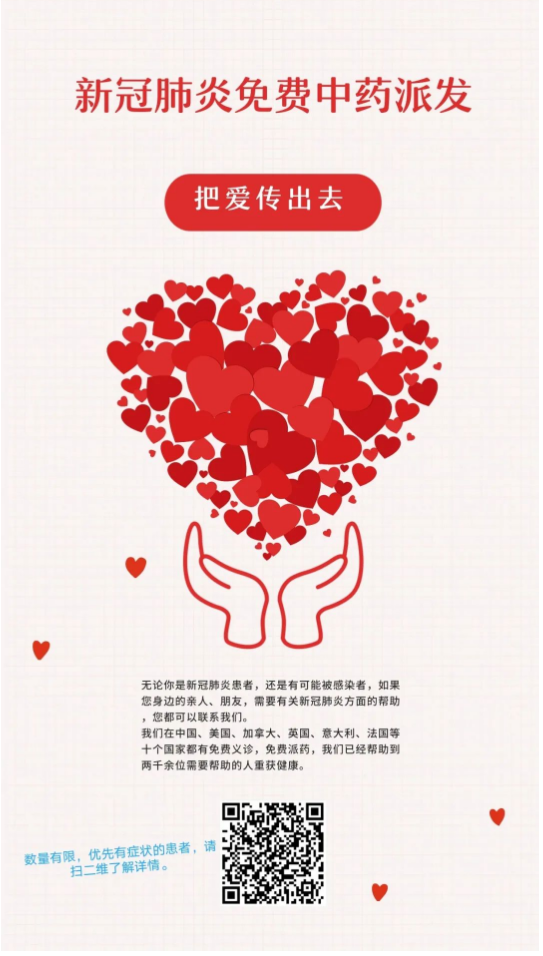 新冠肺炎免费中药派发
把爱传出去
无论你是新冠肺炎患者，还是有可能被感染者，如果
您身边的亲人、朋友，需要有关新冠肺炎方面的帮助
，您都可以联系我们。
我们在中国、美国、加拿大、英国、意大利、法国等
十个国家都有免费义诊，免费派药，我们已经帮助到
两千余位需要帮助的人重获健康。
数量有限，优先有症状的患者，请
扫二维了解详情。